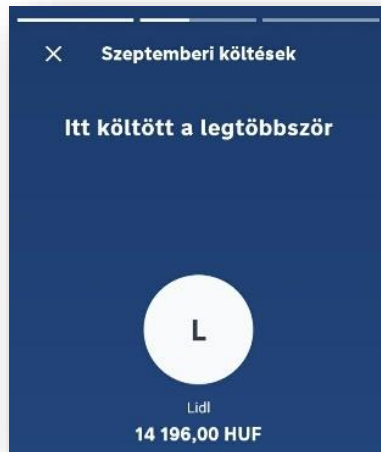 Szeptemberi költések
Itt költött a legtöbbször
L
Lidl
14 196,00 HUF